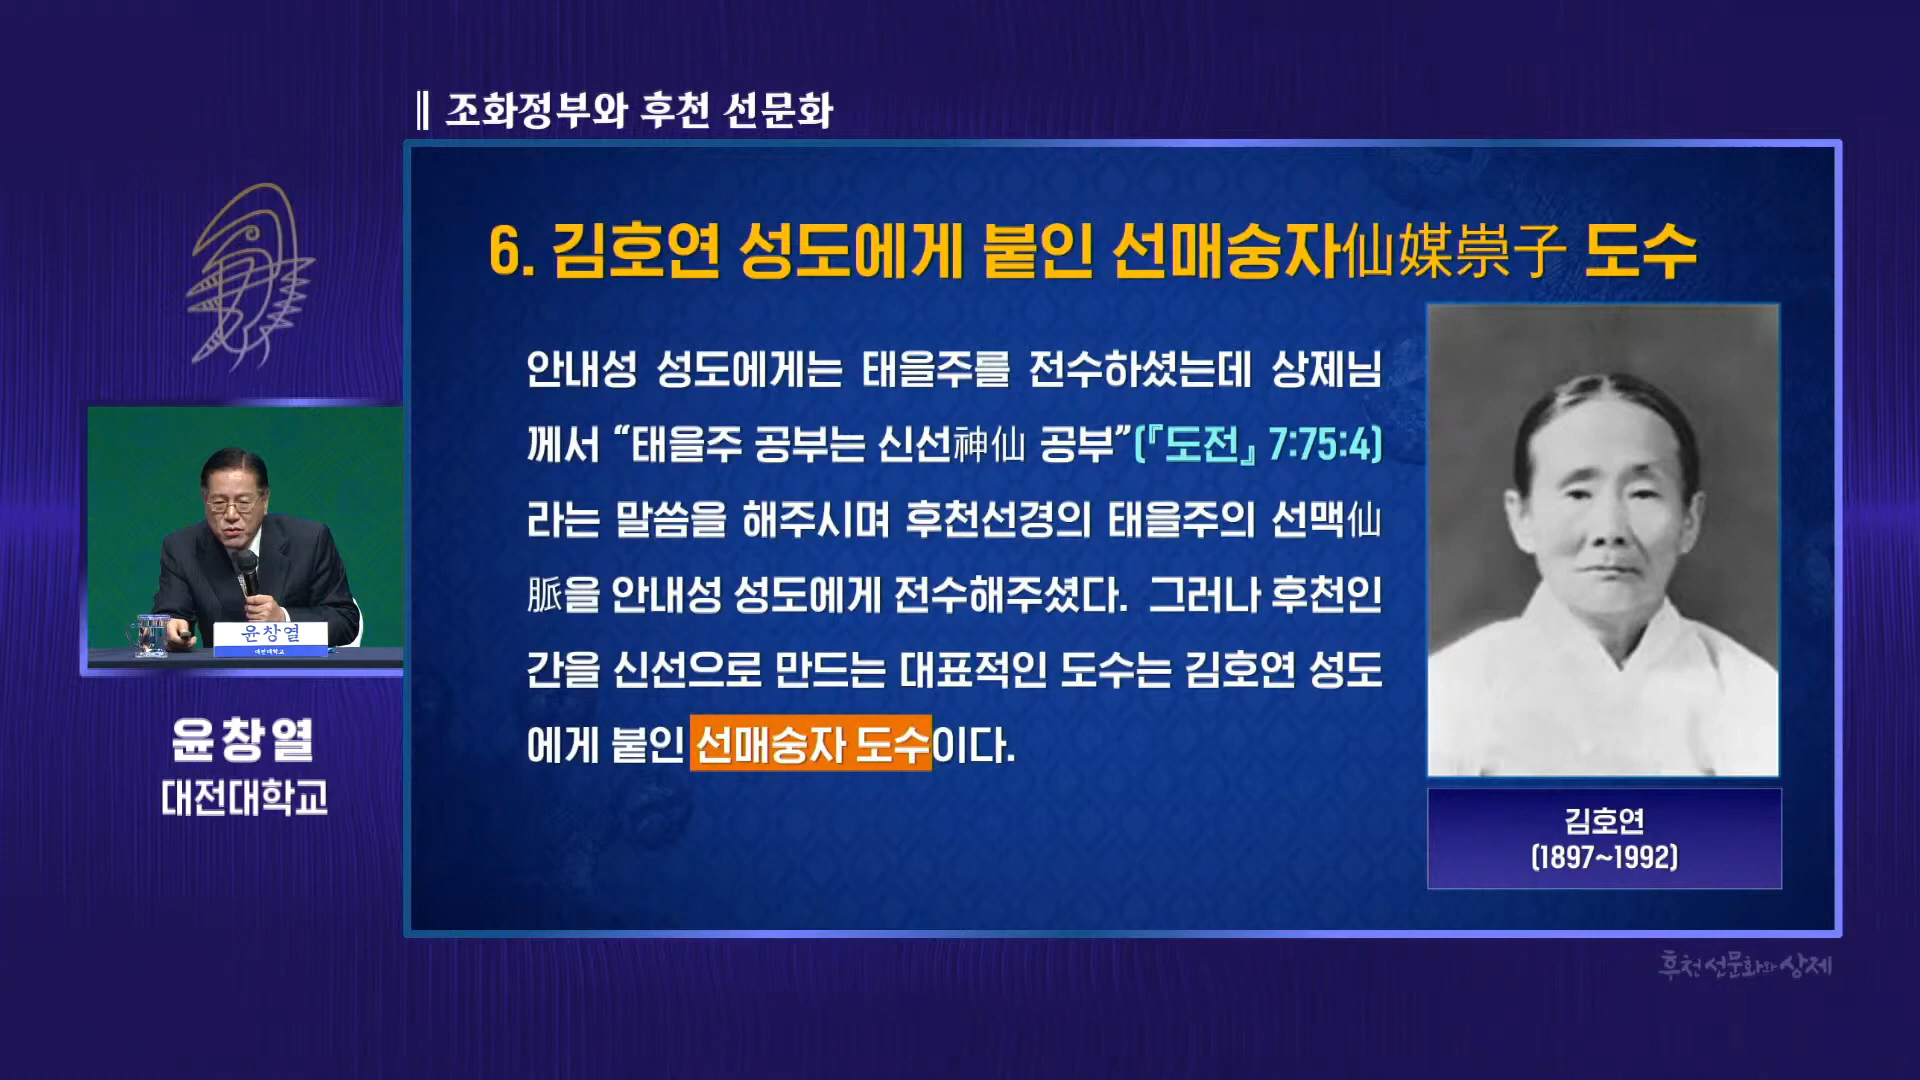 조화정부와 후천 선문화
6. 김호연 성도에게 붙인 선매숭자仙媒崇子 도수
안내성 성도에게는 태을주를 전수하셨는데 상제님
께서 “태을주 공부는 신선神仙 공부”(『도전』 7:75:4)
라는 말씀을 해주시며 후천선경의 태을주의 선맥仙
脈을 안내성 성도에게 전수해주셨다. 그러나 후천인
간을 신선으로 만드는 대표적인 도수는 김호연 성도
에게 붙인 선매숭자 도수이다.
김호연
(1897~1992)
윤창열
대전대학교
윤창열
대전대학교
후천 선문화와 상제